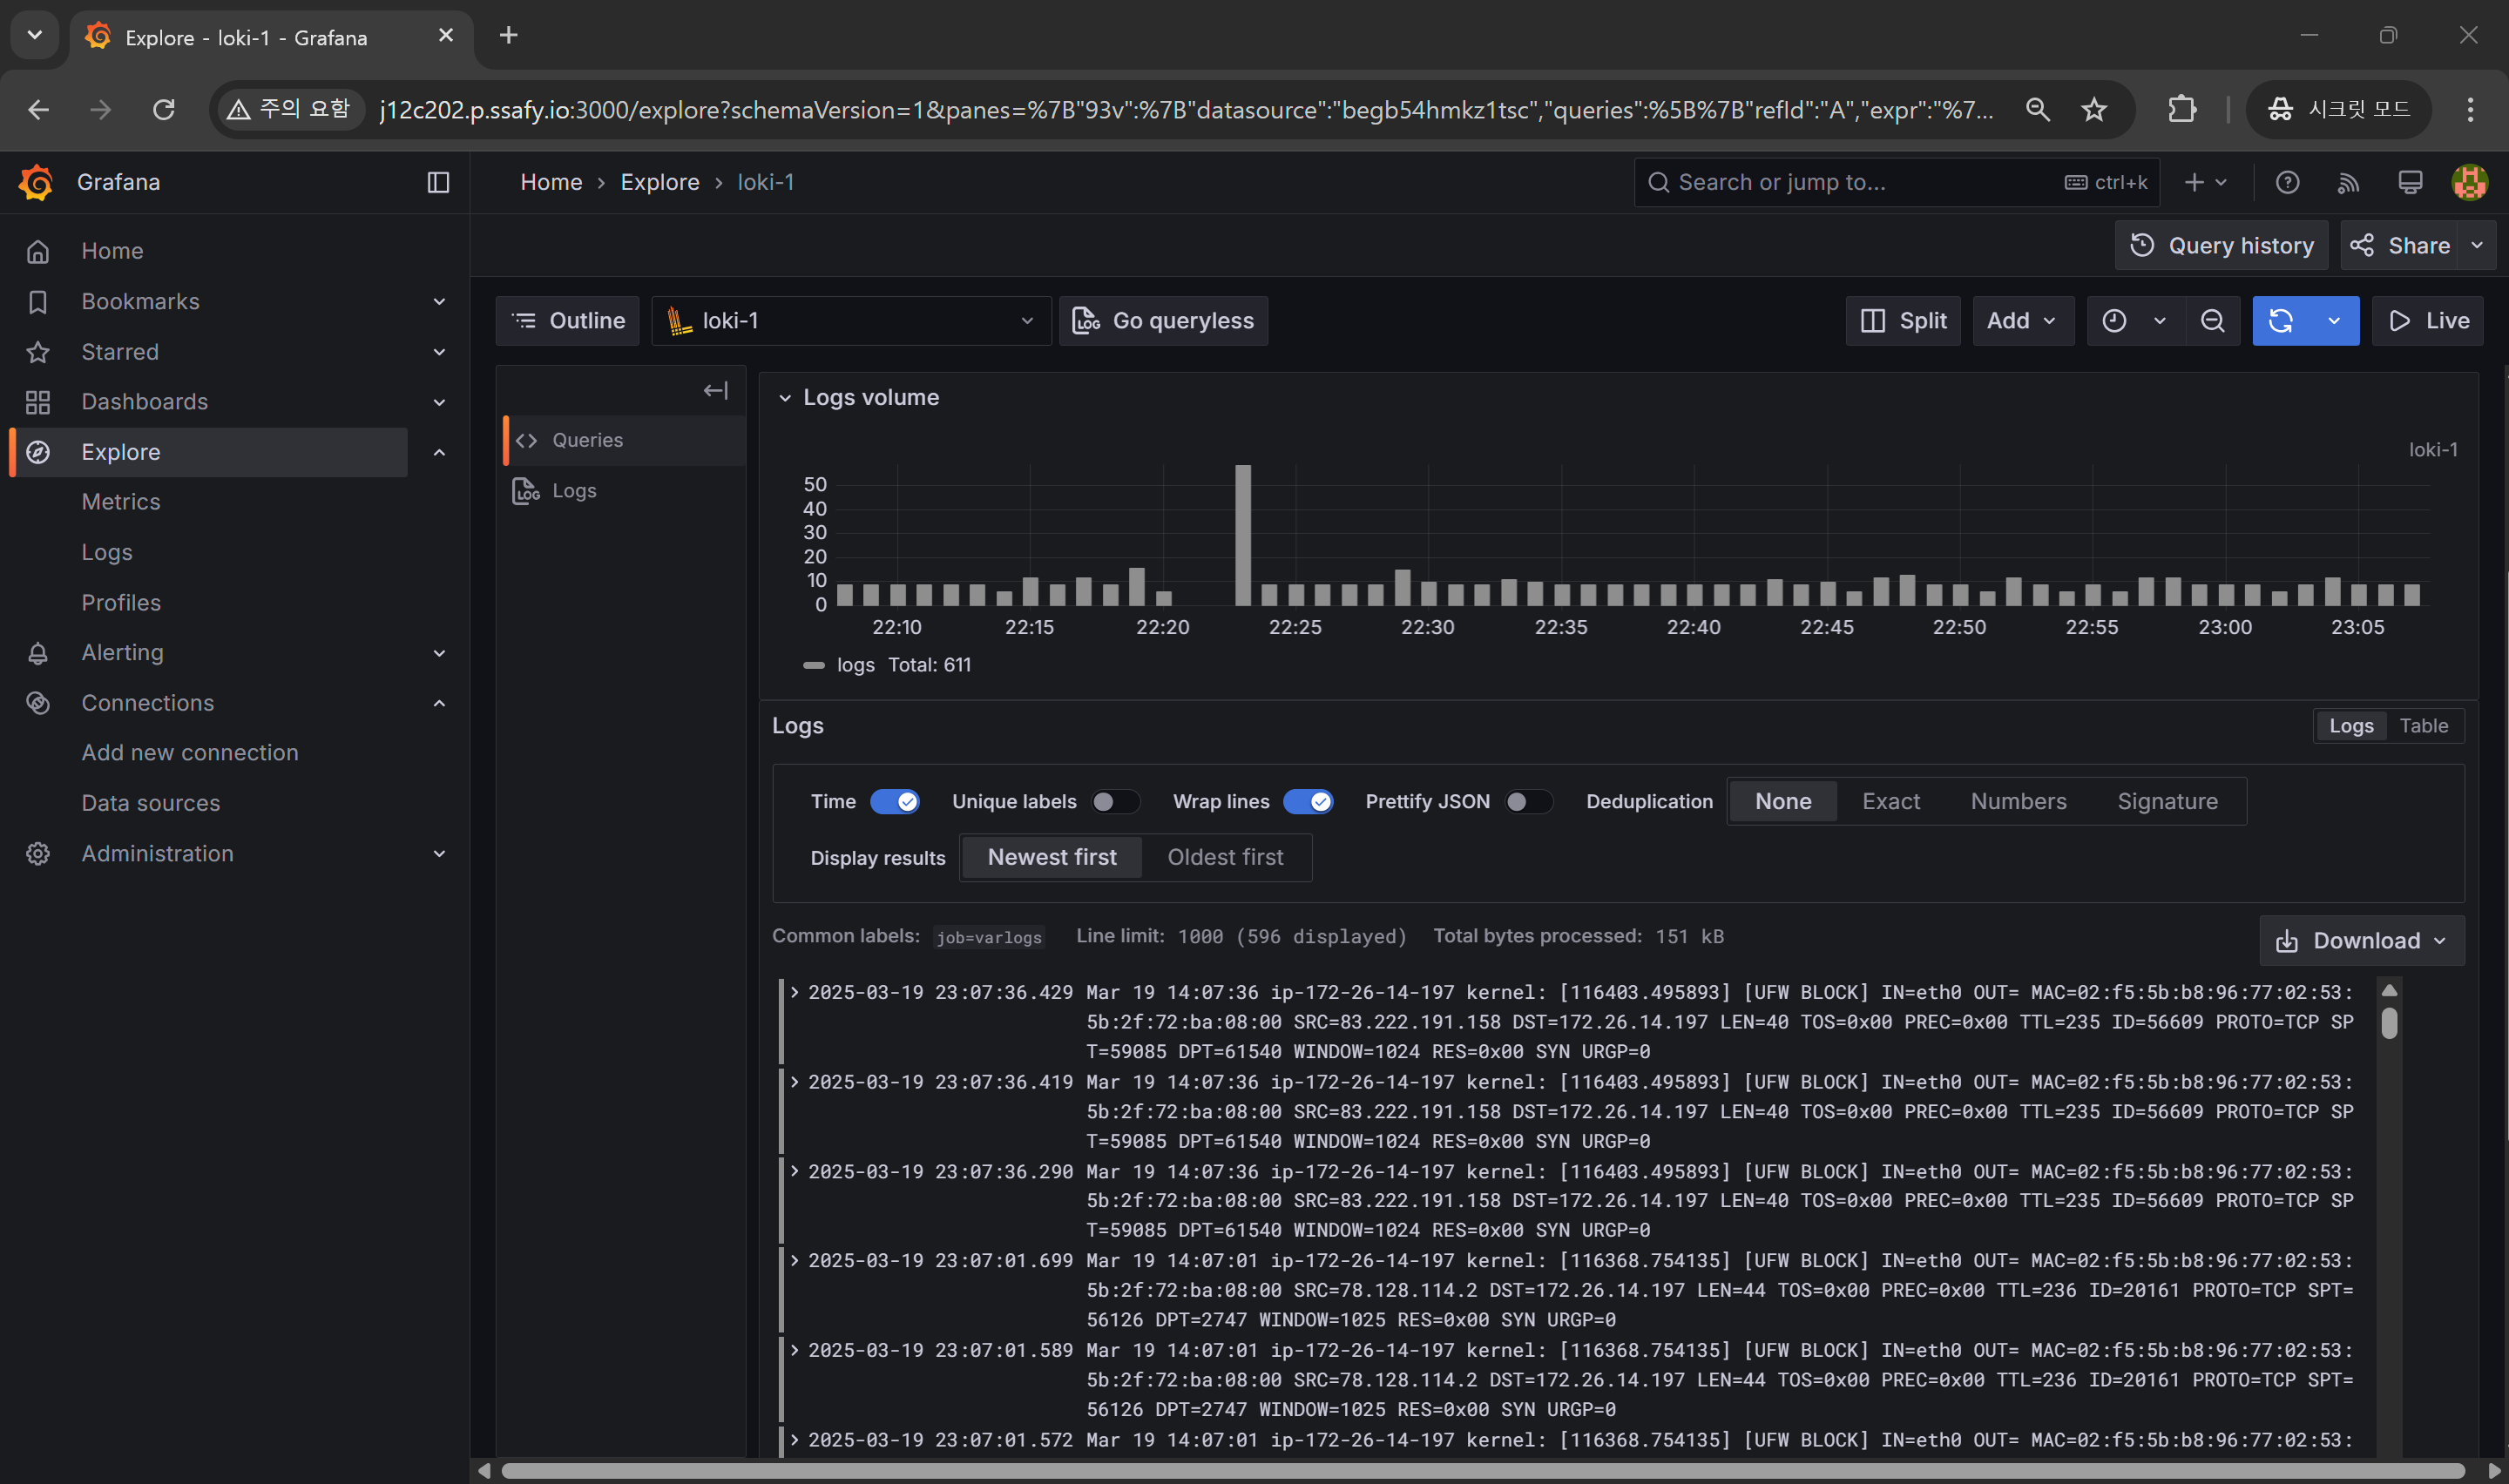 Explore - loki-1 - Grafana
주의 요함
j12c202.p.ssafy.io:3000/explore?schemaVersion=1&panes=%7B"93v":%7B"datasource":"begb54hmkz1tsc","queries":%5B%7B"refId":"A","expr":"%7...
시크릿 모드
Grafana
Home › Explore › loki-1
Search or jump to...
ctrl+k
Query history
Share
Home
Bookmarks
Starred
Dashboards
Explore
Metrics
Logs
Profiles
Alerting
Connections
Add new connection
Data sources
Administration
Outline
loki-1
LOG
Go queryless
Split
Add
Live
Queries
LOG
Logs
Logs volume
loki-1
50
40
30
20
10
0
22:10 22:15 22:20 22:25 22:30 22:35 22:40 22:45 22:50 22:55 23:00 23:05
logs Total: 611
Logs
Logs Table
Time Unique labels Wrap lines Prettify JSON Deduplication None Exact Numbers Signature
Display results Newest first Oldest first
Common labels: job=varlogs Line limit: 1000 (596 displayed) Total bytes processed: 151 kB
Download
2025-03-19 23:07:36.429 Mar 19 14:07:36 ip-172-26-14-197 kernel: [116403.495893] [UFW BLOCK] IN=eth0 OUT= MAC=02:f5:5b:b8:96:77:02:53:
5b:2f:72:ba:08:00 SRC=83.222.191.158 DST=172.26.14.197 LEN=40 TOS=0x00 PREC=0x00 TTL=235 ID=56609 PROTO=TCP SP
T=59085 DPT=61540 WINDOW=1024 RES=0x00 SYN URGP=0
2025-03-19 23:07:36.419 Mar 19 14:07:36 ip-172-26-14-197 kernel: [116403.495893] [UFW BLOCK] IN=eth0 OUT= MAC=02:f5:5b:b8:96:77:02:53:
5b:2f:72:ba:08:00 SRC=83.222.191.158 DST=172.26.14.197 LEN=40 TOS=0x00 PREC=0x00 TTL=235 ID=56609 PROTO=TCP SP
T=59085 DPT=61540 WINDOW=1024 RES=0x00 SYN URGP=0
2025-03-19 23:07:36.290 Mar 19 14:07:36 ip-172-26-14-197 kernel: [116403.495893] [UFW BLOCK] IN=eth0 OUT= MAC=02:f5:5b:b8:96:77:02:53:
5b:2f:72:ba:08:00 SRC=83.222.191.158 DST=172.26.14.197 LEN=40 TOS=0x00 PREC=0x00 TTL=235 ID=56609 PROTO=TCP SP
T=59085 DPT=61540 WINDOW=1024 RES=0x00 SYN URGP=0
2025-03-19 23:07:01.699 Mar 19 14:07:01 ip-172-26-14-197 kernel: [116368.754135] [UFW BLOCK] IN=eth0 OUT= MAC=02:f5:5b:b8:96:77:02:53:
5b:2f:72:ba:08:00 SRC=78.128.114.2 DST=172.26.14.197 LEN=44 TOS=0x00 PREC=0x00 TTL=236 ID=20161 PROTO=TCP SPT=
56126 DPT=2747 WINDOW=1025 RES=0x00 SYN URGP=0
2025-03-19 23:07:01.589 Mar 19 14:07:01 ip-172-26-14-197 kernel: [116368.754135] [UFW BLOCK] IN=eth0 OUT= MAC=02:f5:5b:b8:96:77:02:53:
5b:2f:72:ba:08:00 SRC=78.128.114.2 DST=172.26.14.197 LEN=44 TOS=0x00 PREC=0x00 TTL=236 ID=20161 PROTO=TCP SPT=
56126 DPT=2747 WINDOW=1025 RES=0x00 SYN URGP=0
2025-03-19 23:07:01.572 Mar 19 14:07:01 ip-172-26-14-197 kernel: [116368.754135] [UFW BLOCK] IN=eth0 OUT= MAC=02:f5:5b:b8:96:77:02:53: